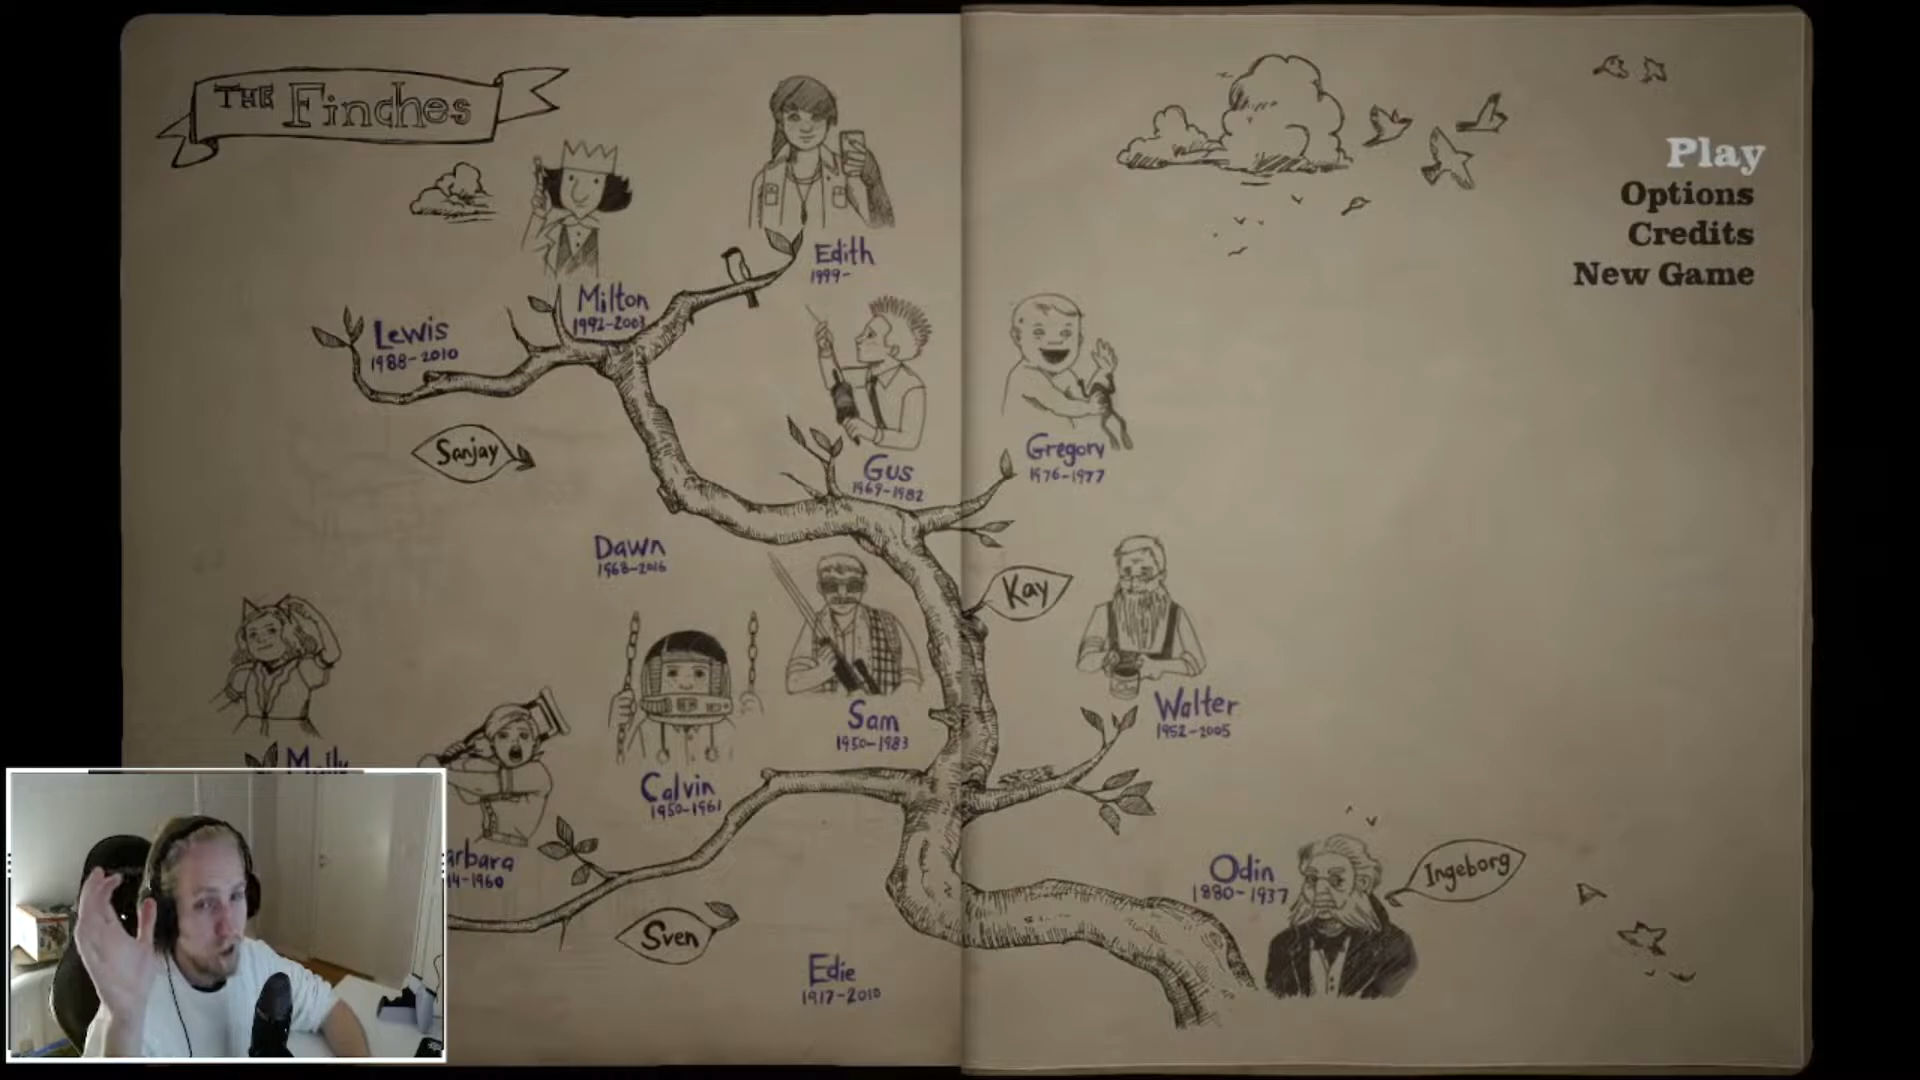 THE Finches
Edith
1999-
Milton
1992-2003
Lewis
1988-2010
Sanjay
Gus
1969-1982
Gregory
1976-1977
Dawn
1968-2016
Kay
Sam
1950-1983
Walter
1952-2005
Calvin
1950-1961
Odin
1880-1937
Ingeborg
Sven
Edie
1917-2010
Play
Options
Credits
New Game